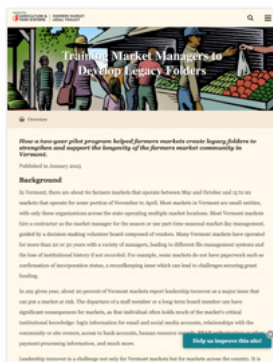 AGRICULTURE & FOOD SYSTEMS
FARMERS MARKET LEGAL TOOLKIT
Training Market Managers to
Develop Legacy Folders
Overview
How a two-year pilot program helped farmers markets create legacy folders to
strengthen and support the longevity of the farmers market community in
Vermont.
Published in January 2025
Background
In Vermont, there are about 60 farmers markets that operate between May and October and 15 to 20
markets that operate for some portion of November to April. Most markets in Vermont are small entities,
with only three organizations across the state operating multiple market locations. Most Vermont markets
hire a contractor as the market manager for the season or use part-time seasonal market-day management,
guided by a decision-making volunteer board composed of vendors. Many Vermont markets have operated
for more than 20 or 30 years with a variety of managers, leading to different file management systems and
the loss of institutional history if not recorded. For example, some markets do not have paperwork such as
confirmation of incorporation status, a recordkeeping issue which can lead to challenges securing grant
funding.
In any given year, about 20 percent of Vermont markets report leadership turnover as a major issue that
can put a market at risk. The departure of a staff member or a long-term board member can have
significant consequences for markets, as that individual often holds much of the market's critical
institutional knowledge: login information for email and social media accounts, relationships with the
community or site owners, access to bank accounts, human resource
payment processing information, and much more.
Help us improve this site!
Leadership turnover is a challenge not only for Vermont markets but for markets across the country. It is